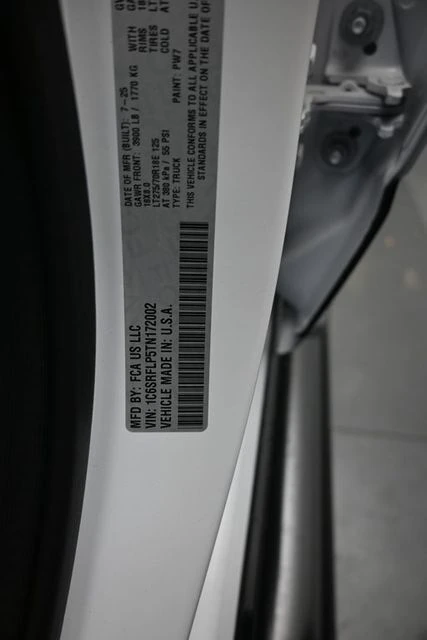 MFD BY: FCA US LLC
DATE OF MFR (BUILT): 7-25
GAWR FRONT: 3900 LB / 1770 KG WITH
18X8.0 RIMS
LT275/70R18E 125 TIRES
AT 380 kPa / 55 PSI COLD
VIN: 1C6SRFLP5TN172002
TYPE: TRUCK PAINT: PW7
VEHICLE MADE IN: U.S.A.
THIS VEHICLE CONFORMS TO ALL APPLICABLE
STANDARDS IN EFFECT ON THE DATE OF